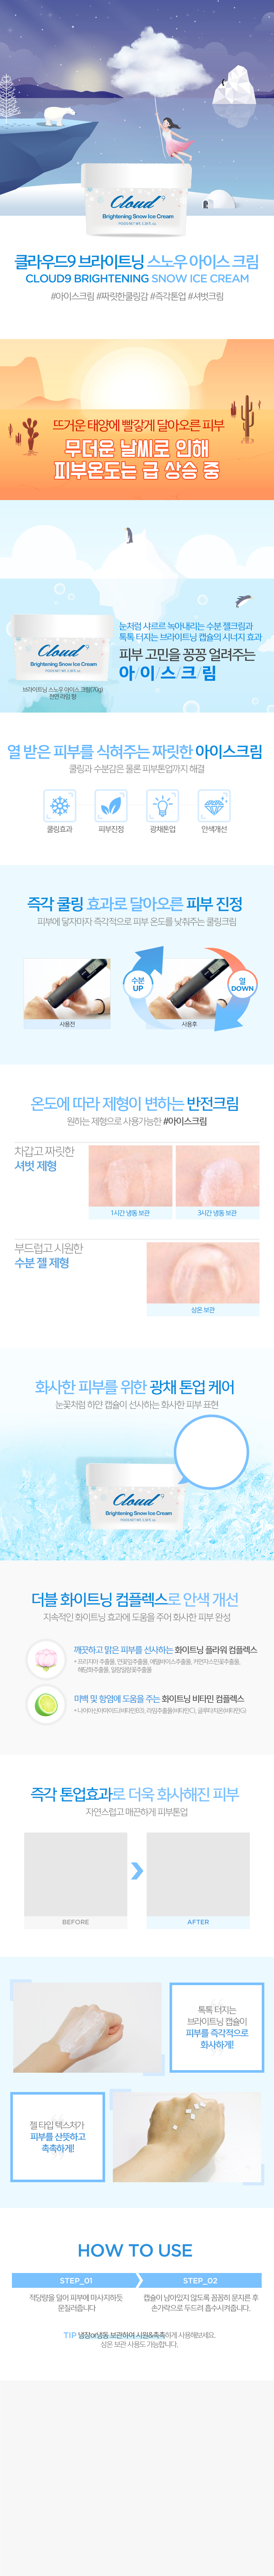 Cloud9
Brightening Snow Ice Cream
클라우드9 브라이트닝 스노우 아이스 크림
CLOUD9 BRIGHTENING SNOW ICE CREAM
#아이스크림 #짜릿한쿨링감 #즉각톤업 #셔벗크림
뜨거운 태양에 빨갛게 달아오른 피부
무더운 날씨로 인해
피부온도는 급 상승 중
눈처럼 사르르 녹아내리는 수분 젤크림과
톡톡 터지는 브라이트닝 캡슐의 시너지 효과
피부 고민을 꽁꽁 얼려주는
아/이/스/크/림
Cloud9
Brightening Snow Ice Cream
브라이트닝 스노우 아이스 크림(70g)
천연 라임 향
열 받은 피부를 식혀주는 짜릿한 아이스크림
쿨링과 수분감은 물론 피부톤업까지 해결
쿨링효과
피부진정
광채톤업
안색개선
즉각 쿨링 효과로 달아오른 피부 진정
피부에 닿자마자 즉각적으로 피부 온도를 낮춰주는 쿨링크림
수분
UP
열
DOWN
사용전
사용후
온도에 따라 제형이 변하는 반전크림
원하는 제형으로 사용가능한 #아이스크림
차갑고 짜릿한
셔벗 제형
1시간 냉동 보관
3시간 냉동 보관
부드럽고 시원한
수분 젤 제형
상온 보관
화사한 피부를 위한 광채 톤업 케어
눈꽃처럼 하얀 캡슐이 선사하는 화사한 피부 표현
Cloud9
Brightening Snow Ice Cream
더블 화이트닝 컴플렉스로 안색 개선
지속적인 화이트닝 효과에 도움을 주어 화사한 피부 완성
깨끗하고 맑은 피부를 선사하는 화이트닝 플라워 컴플렉스
미백 및 항염에 도움을 주는 화이트닝 비타민 컴플렉스
즉각 톤업효과로 더욱 화사해진 피부
자연스럽고 매끈하게 피부톤업
BEFORE
AFTER
톡톡 터지는
브라이트닝 캡슐이
피부를 즉각적으로
화사하게!
젤 타입 텍스처가
피부를 산뜻하고
촉촉하게!
HOW TO USE
STEP_01
STEP_02
적당량을 덜어 피부에 마사지하듯
문질러줍니다
캡슐이 남아있지 않도록 꼼꼼히 문지른 후
손가락으로 두드려 흡수시켜줍니다.
TIP 냉장or냉동 보관하여 시원&촉촉하게 사용해보세요.
상온 보관 사용도 가능합니다.